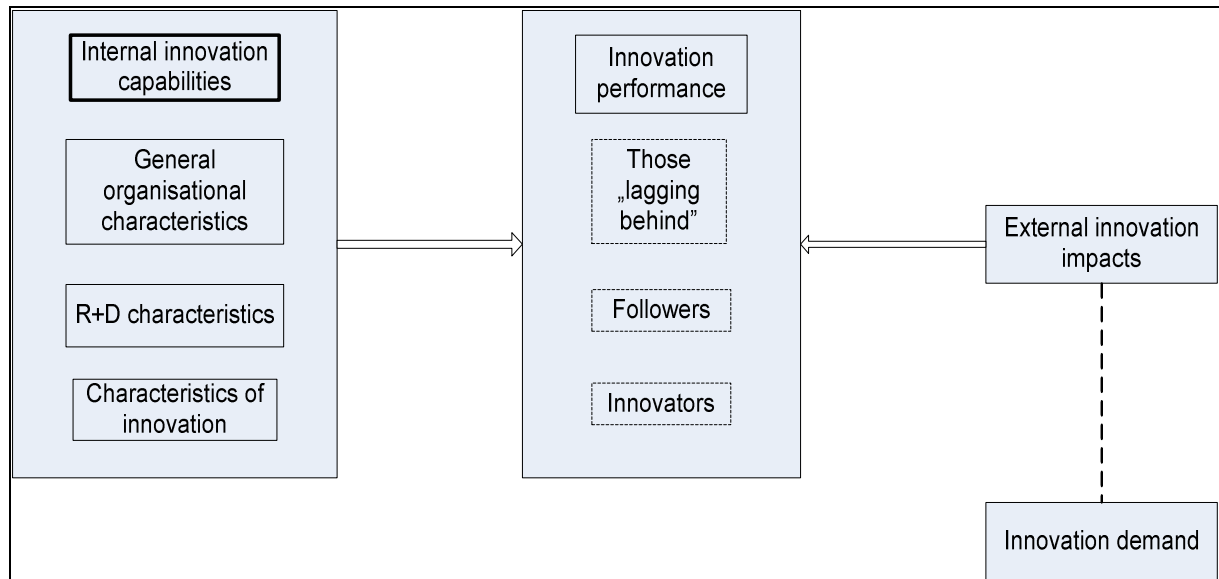 Internal innovation
capabilities
General
organisational
characteristics
R+D characteristics
Characteristics of
innovation
Innovation
performance
Those
„lagging
behind”
Followers
Innovators
External innovation
impacts
Innovation demand